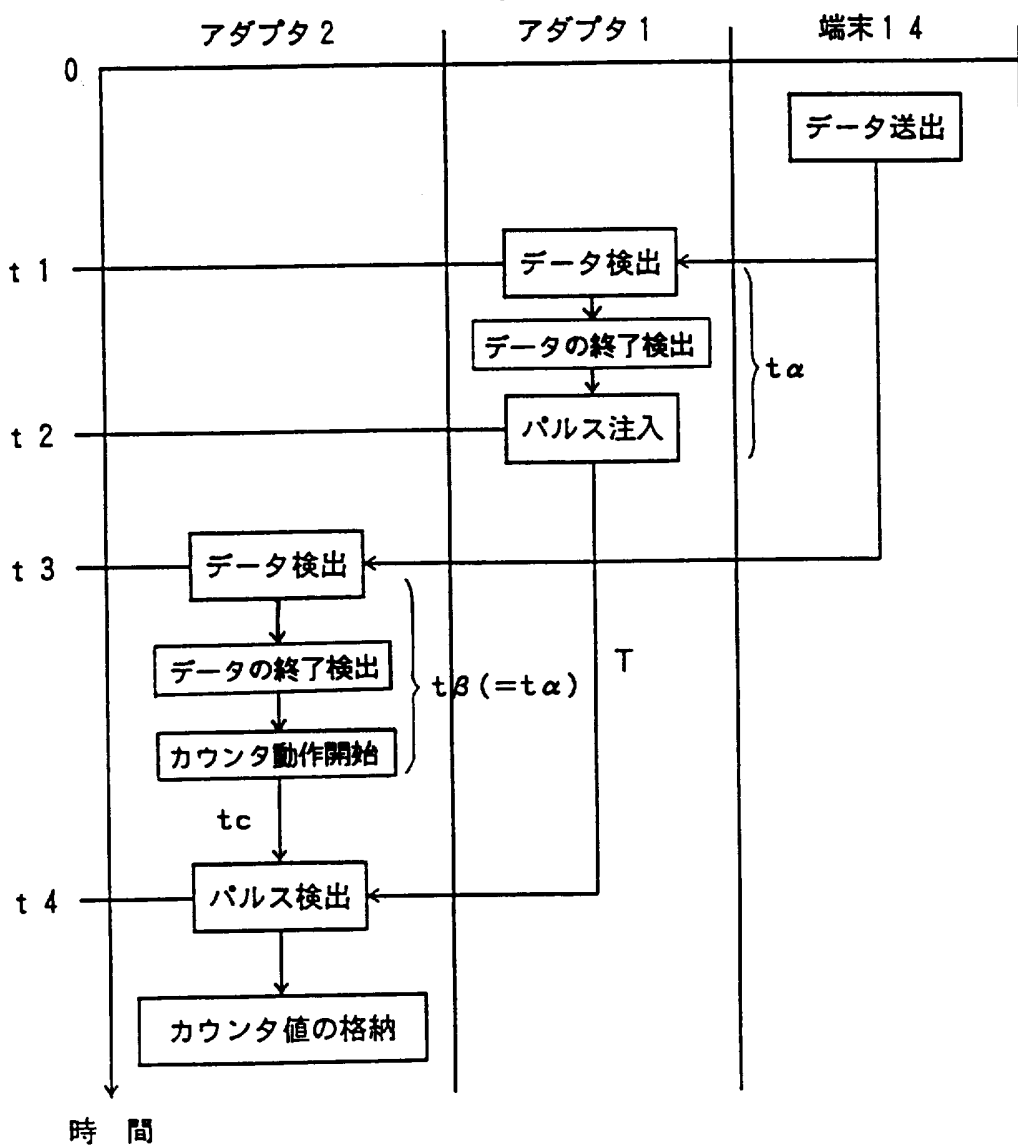 アダプタ2 アダプタ1 端末14
0
データ送出
t1 データ検出
データの終了検出
tα
t2 パルス注入
t3 データ検出
データの終了検出
T
tβ(=tα)
カウンタ動作開始
tc
t4 パルス検出
カウンタ値の格納
時間